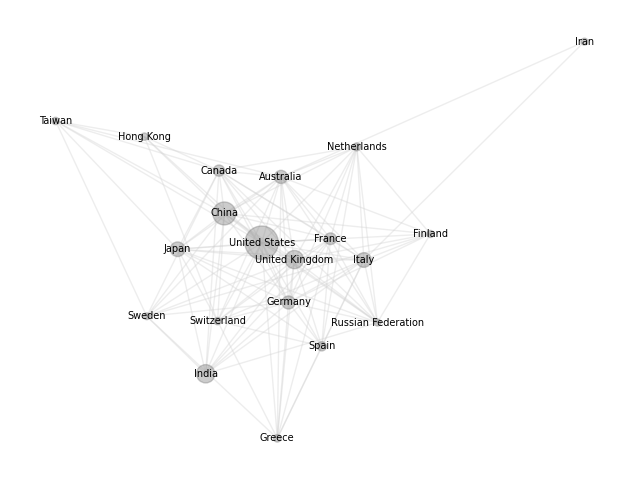 Iran
Taiwan
Hong Kong
Netherlands
Canada
Australia
China
Finland
France
United States
Japan
United Kingdom
Italy
Germany
Sweden
Switzerland
Russian Federation
Spain
India
Greece